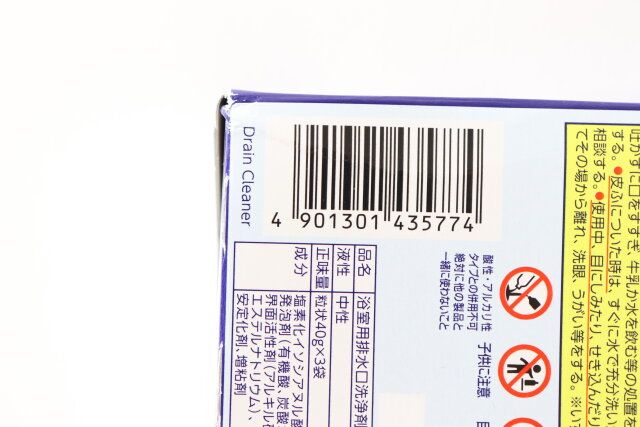 Drain Cleaner
4 901301 435774
品名 浴室用排水口洗浄剤
液性 中性
正味量 粒状40g×3袋
成分 塩素化イソシアヌル酸
発泡剤(有機酸、炭酸
界面活性剤(アルキル
エステルナトリウム)、
安定化剤、増粘剤
酸性・アルカリ性
タイプとの併用不可
絶対に他の製品と
一緒に使わないこと
子供に注意
吐かずに口をすすぎ、牛乳や水を飲む等の処置を
する。●皮ふについた時は、すぐに水で充分洗い
相談する。●使用中、目にしみたり、せき込んだり
てその場から離れ、洗眼、うがい等をする。※い